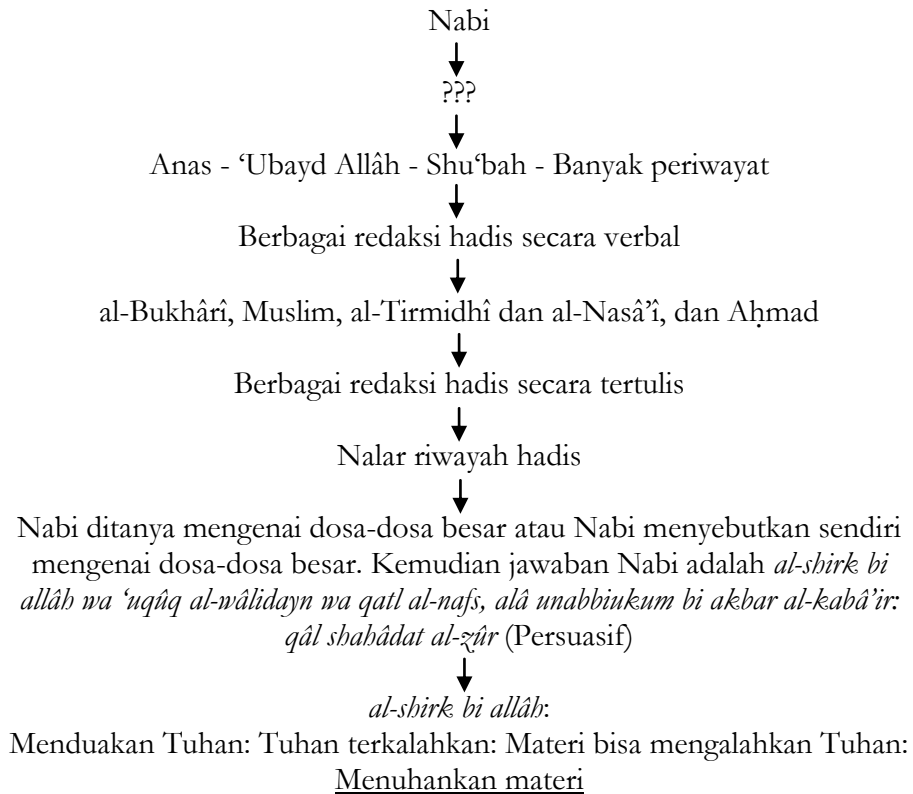 Nabi
???
Anas - ‘Ubayd Allâh - Shu‘bah - Banyak periwayat
Berbagai redaksi hadis secara verbal
al-Bukhârî, Muslim, al-Tirmidhî dan al-Nasâ’î, dan Aḥmad
Berbagai redaksi hadis secara tertulis
Nalar riwayah hadis
Nabi ditanya mengenai dosa-dosa besar atau Nabi menyebutkan sendiri
mengenai dosa-dosa besar. Kemudian jawaban Nabi adalah al-shirk bi
allâh wa ‘uqûq al-wâlidayn wa qatl al-nafs, alâ unabbiukum bi akbar al-kabâ’ir:
qâl shahâdat al-zûr (Persuasif)
al-shirk bi allâh:
Menduakan Tuhan: Tuhan terkalahkan: Materi bisa mengalahkan Tuhan:
Menuhankan materi